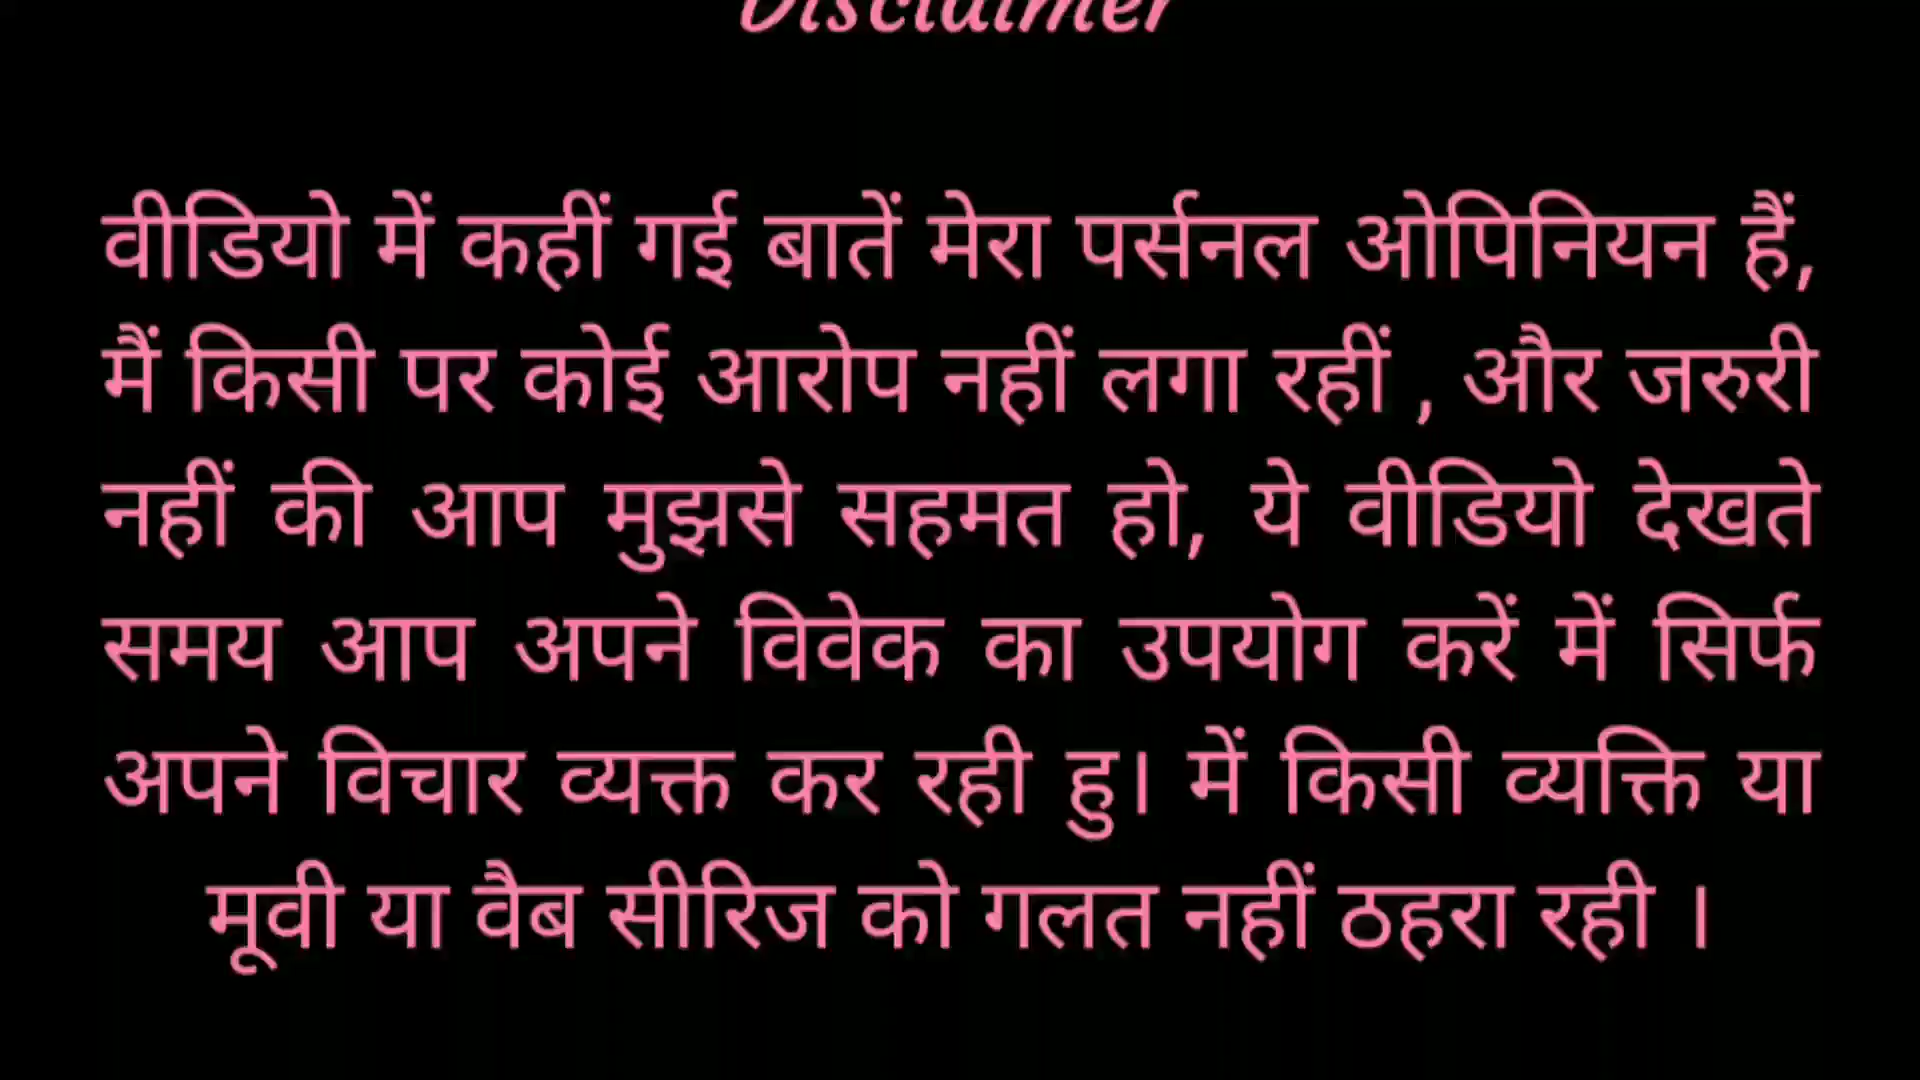 Disclaimer
वीडियो में कहीं गई बातें मेरा पर्सनल ओपिनियन हैं,
मैं किसी पर कोई आरोप नहीं लगा रहीं , और जरुरी
नहीं की आप मुझसे सहमत हो, ये वीडियो देखते
समय आप अपने विवेक का उपयोग करें में सिर्फ
अपने विचार व्यक्त कर रही हु। में किसी व्यक्ति या
मूवी या वैब सीरिज को गलत नहीं ठहरा रही ।